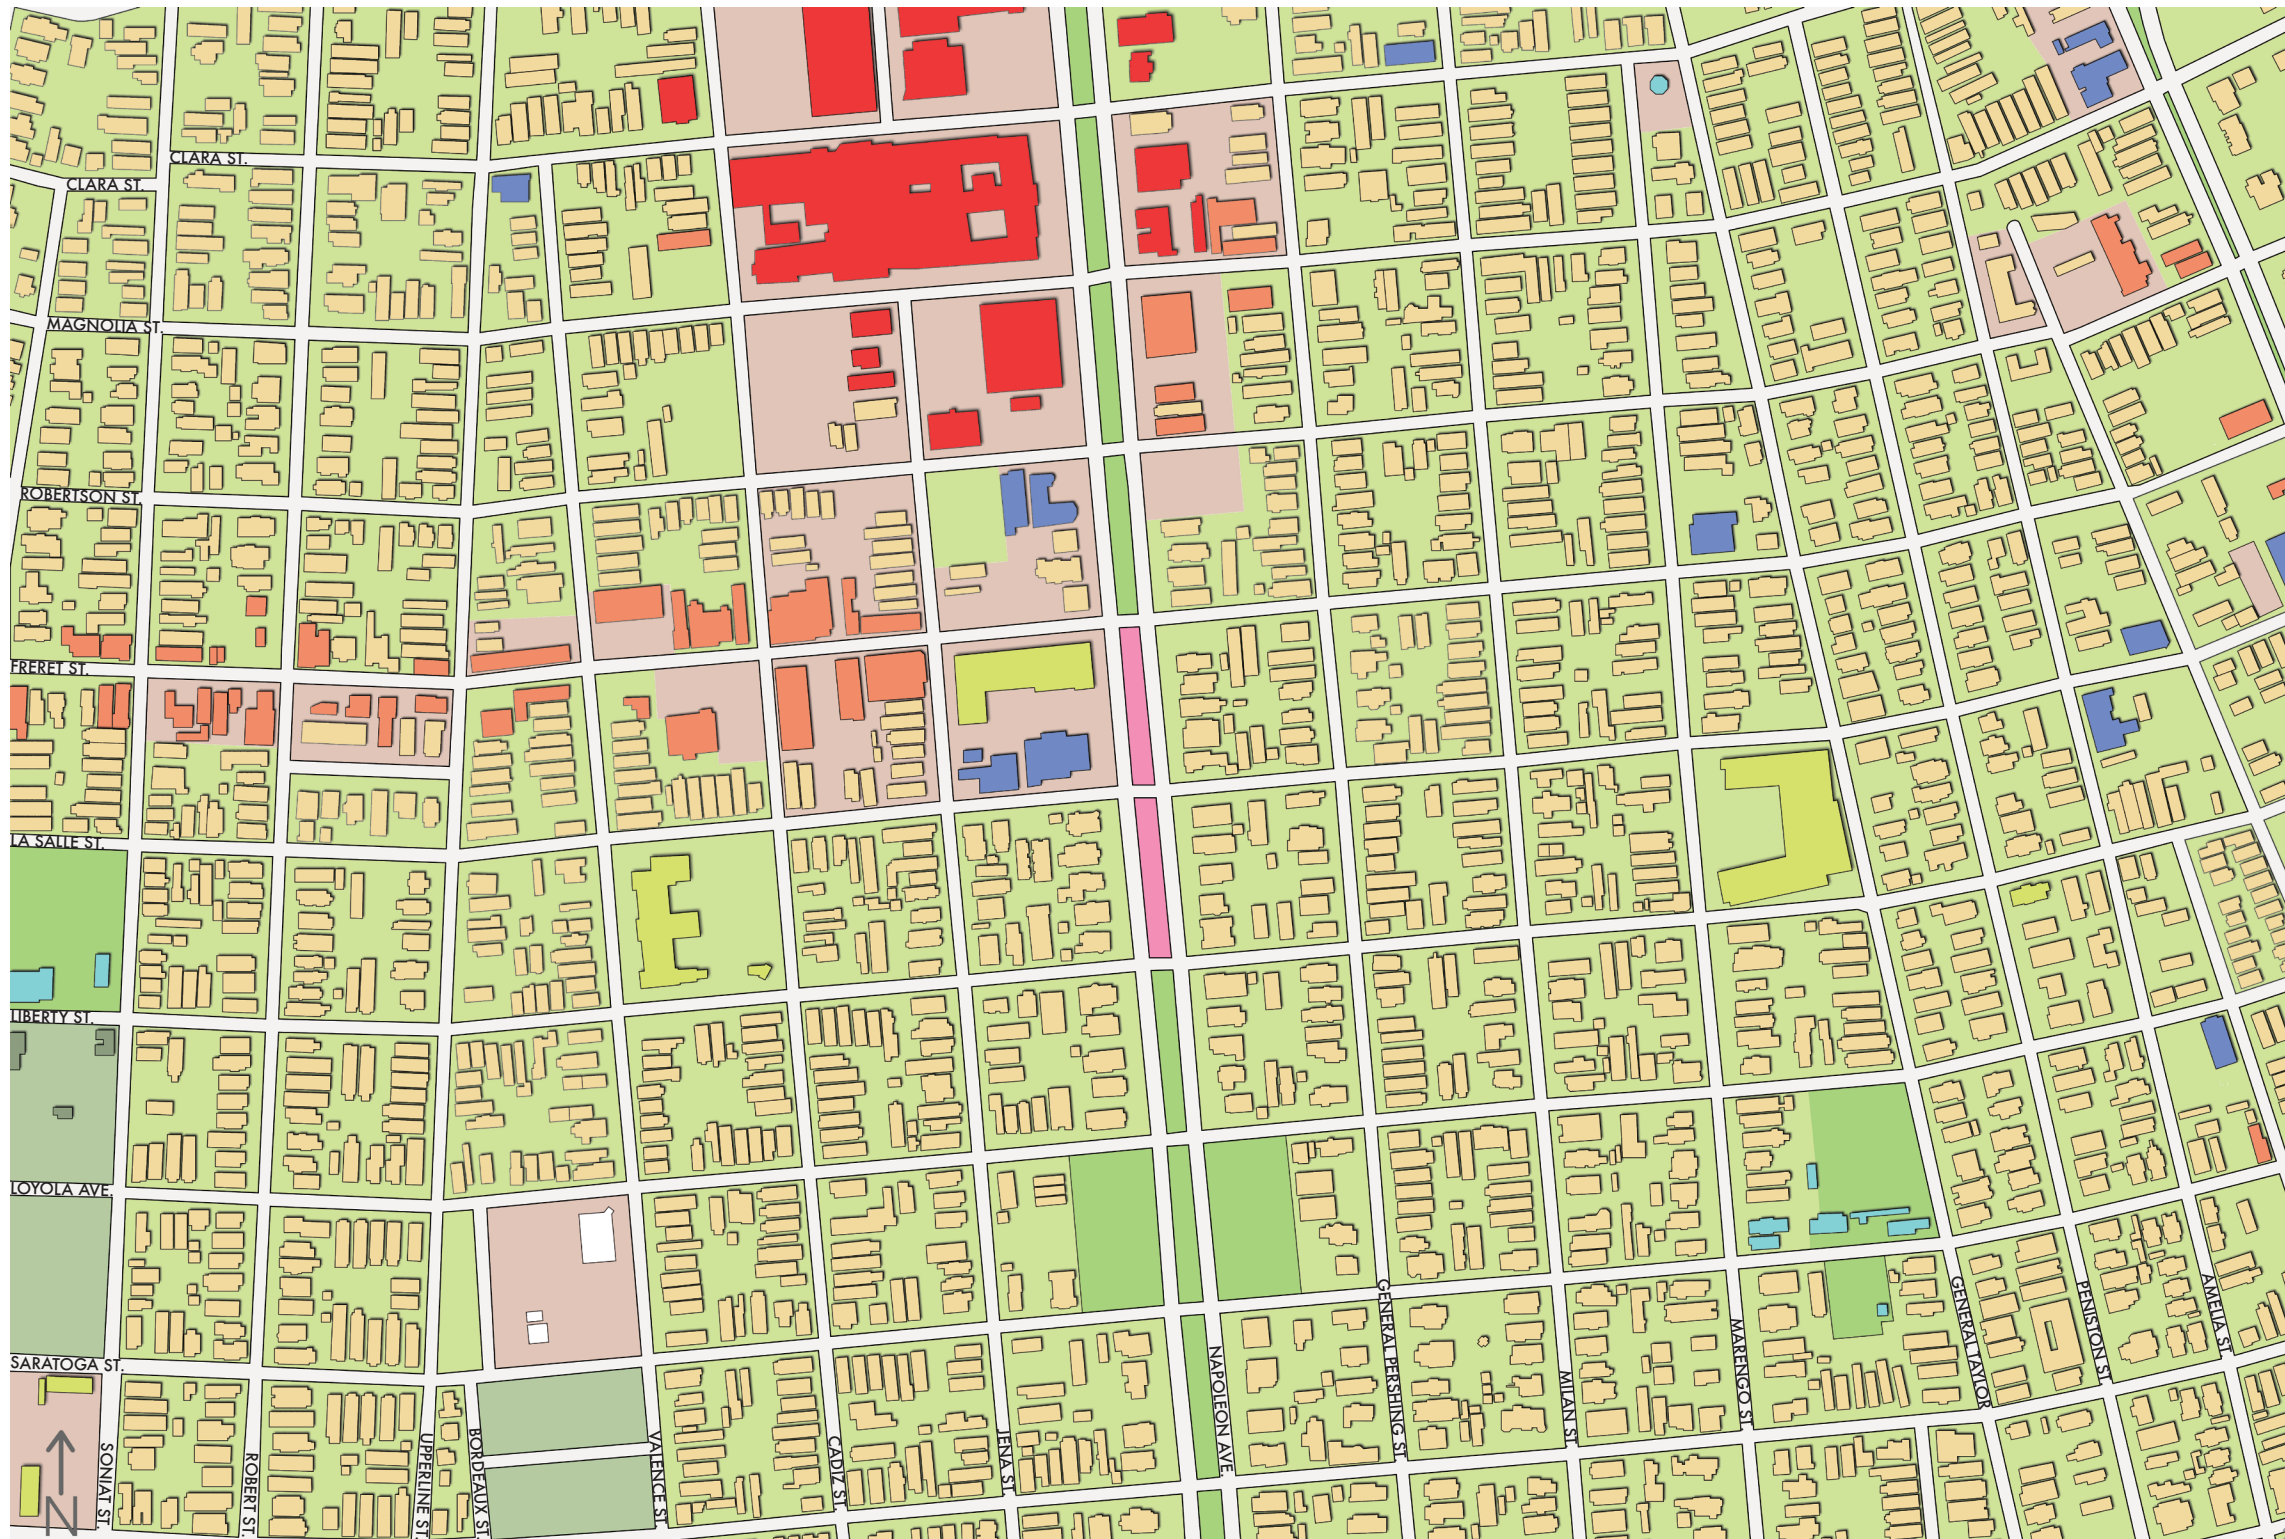 CLARA ST.
CLARA ST.
MAGNOLIA ST.
ROBERTSON ST.
FRERET ST.
LA SALLE ST.
LIBERTY ST.
LOYOLA AVE.
SARATOGA ST.
SONIAT ST.
ROBERT ST.
UPPERLINE ST.
BORDEAUX ST.
VALENCE ST.
CADIZ ST.
JENA ST.
NAPOLEON AVE.
GENERAL PERSHING ST
MILAN ST
MARENGO ST
GENERAL TAYLOR
PENISTON ST.
AMELIA ST
N